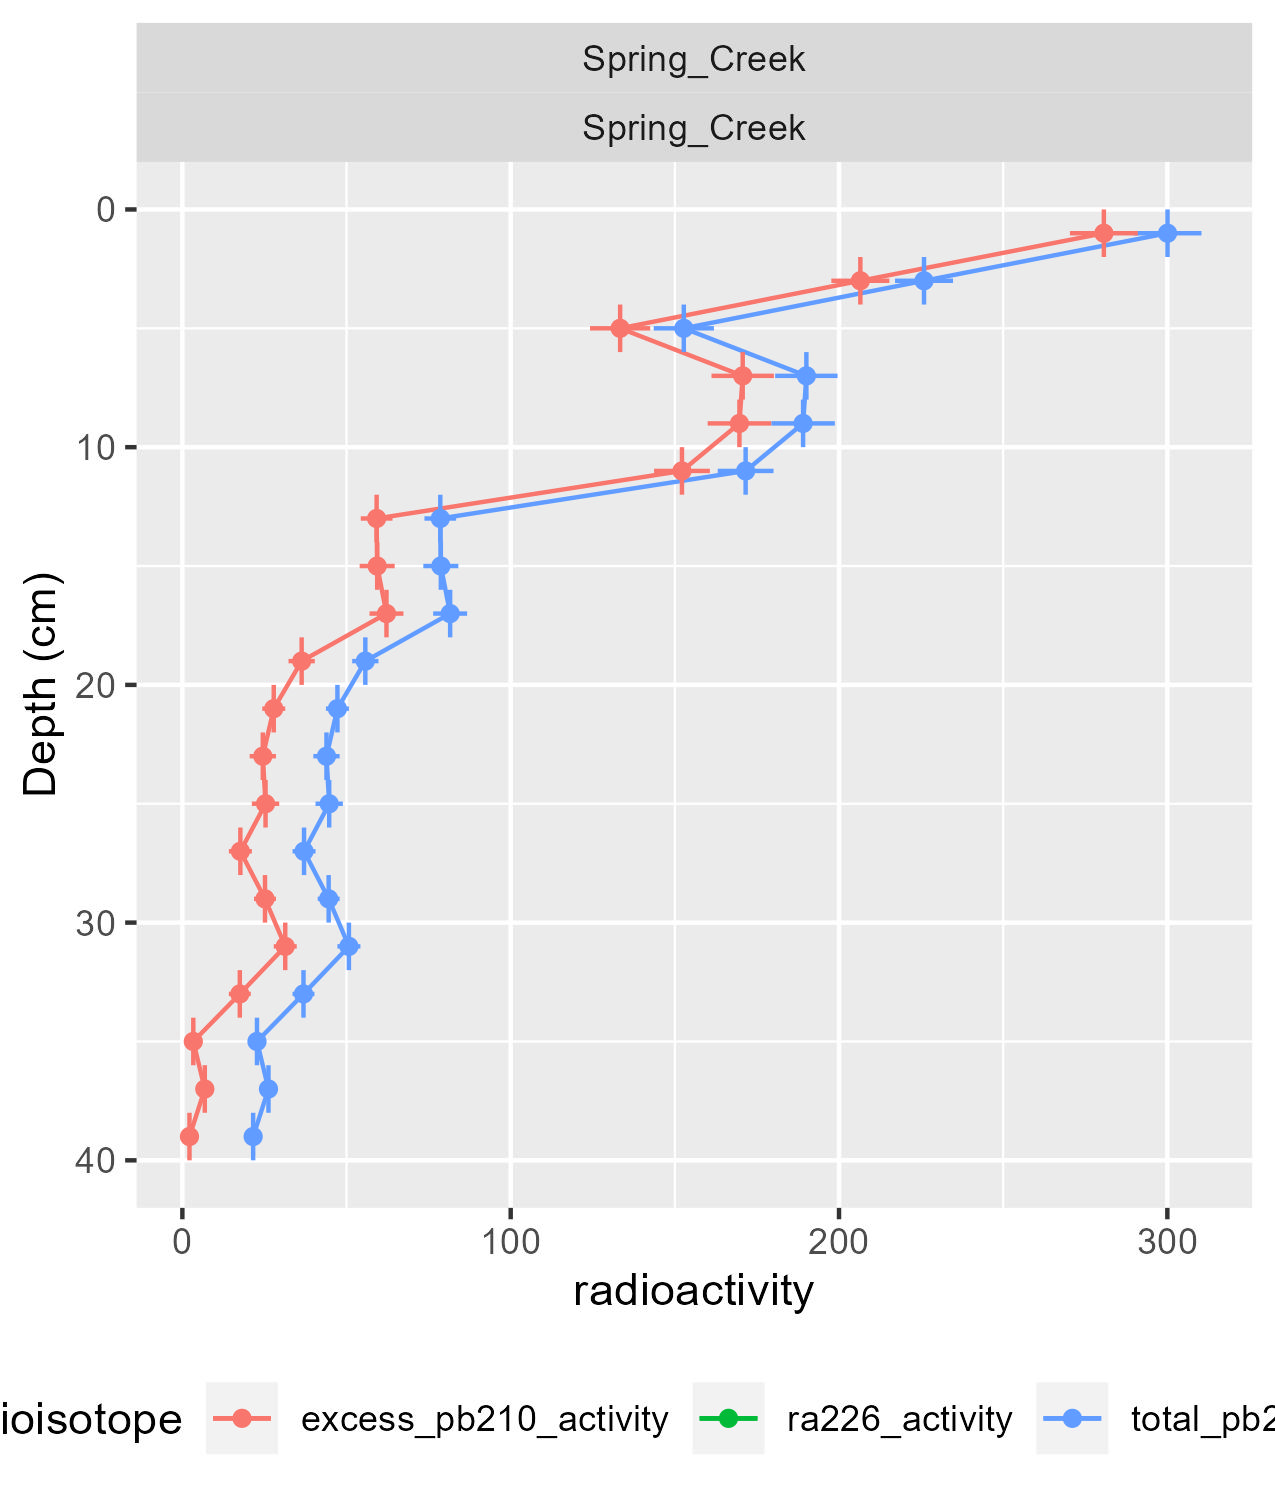 Spring_Creek
Spring_Creek
0
10
20
30
40
Depth (cm)
0 100 200 300
radioactivity
ioisotope excess_pb210_activity ra226_activity total_pb2